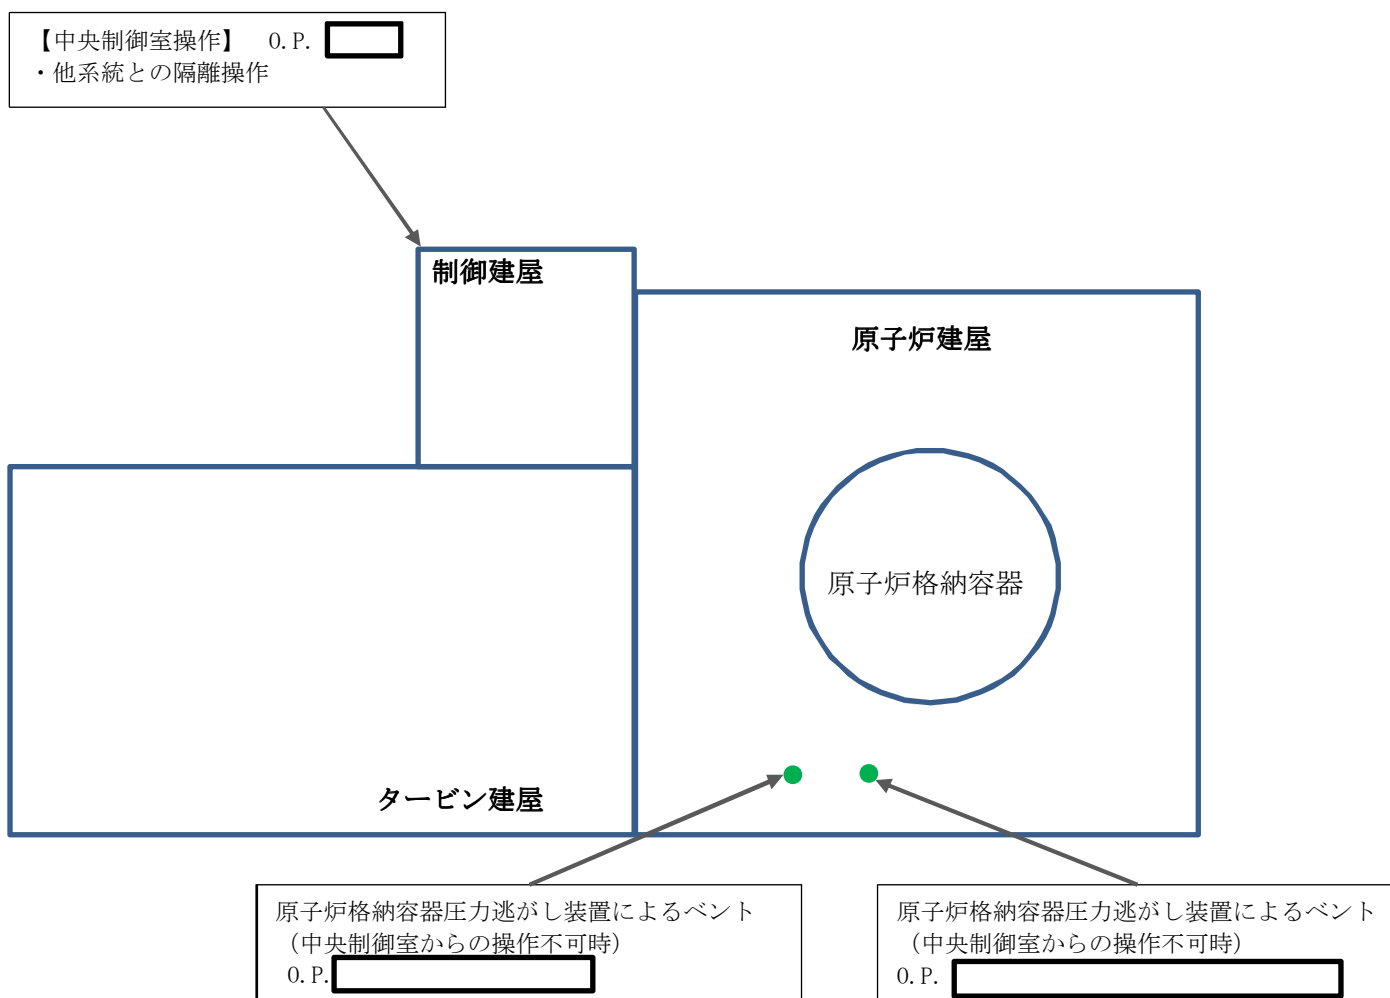 【中央制御室操作】 O.P.
・他系統との隔離操作
制御建屋
原子炉建屋
原子炉格納容器
タービン建屋
原子炉格納容器圧力逃がし装置によるベント
（中央制御室からの操作不可時）
O.P.
原子炉格納容器圧力逃がし装置によるベント
（中央制御室からの操作不可時）
O.P.